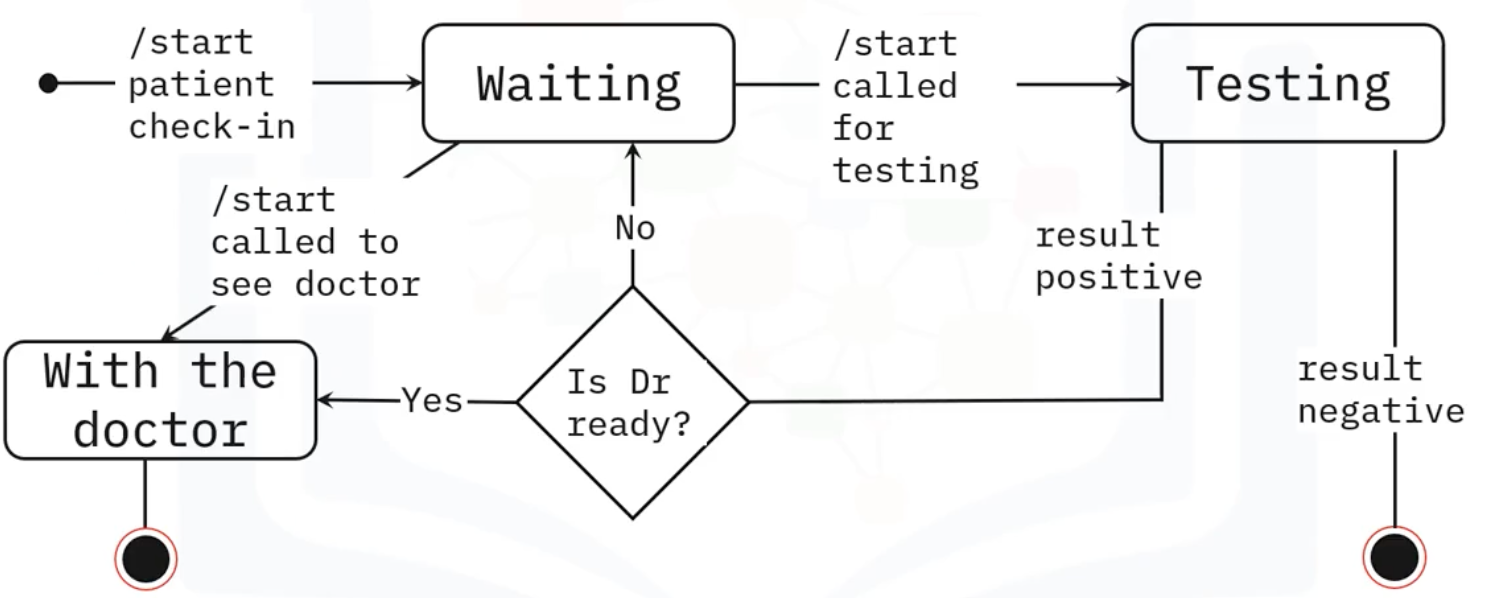 /start
patient
check-in
Waiting
/start
called
for
testing
Testing
/start
called to
see doctor
No
result
positive
With the
doctor
Yes
Is Dr
ready?
result
negative